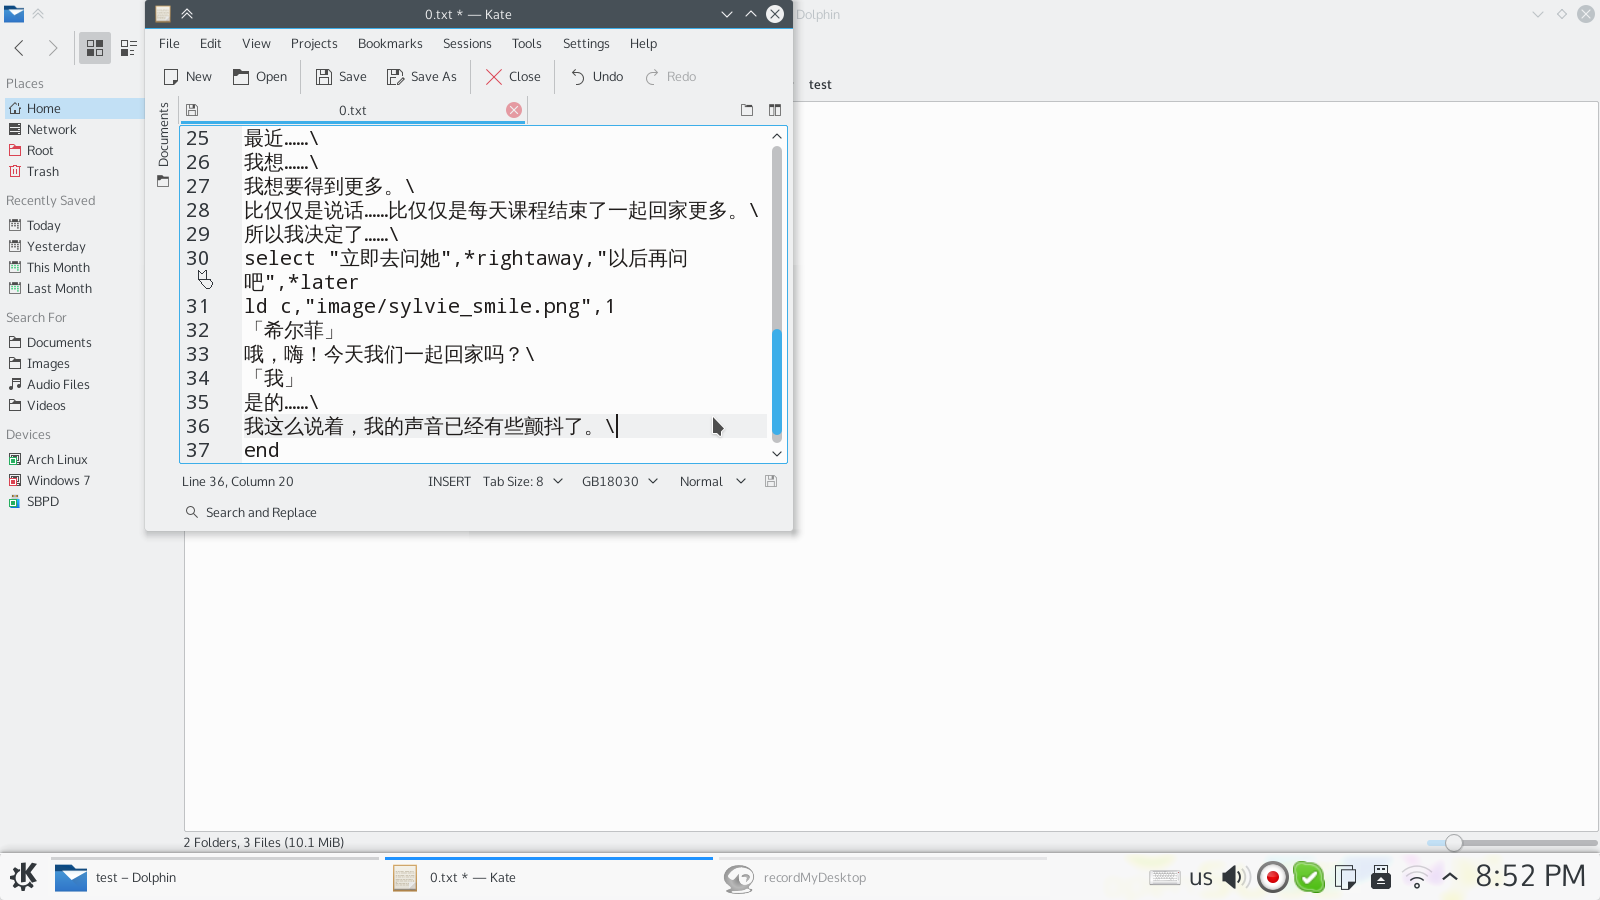 0.txt * — Kate
Dolphin
File Edit View Projects Bookmarks Sessions Tools Settings Help
New Open Save Save As Close Undo Redo
Places
test
Home
Network
Root
Trash
Recently Saved
Today
Yesterday
This Month
Last Month
Search For
Documents
Images
Audio Files
Videos
Devices
Arch Linux
Windows 7
SBPD
Documents
0.txt
25 最近……\
26 我想……\
27 我想要得到更多。\
28 比仅仅是说话……比仅仅是每天课程结束了一起回家更多。\
29 所以我决定了……\
30 select "立即去问她",*rightaway,"以后再问
吧",*later
31 ld c,"image/sylvie_smile.png",1
32 「希尔菲」
33 哦，嗨！今天我们一起回家吗？\
34 「我」
35 是的……\
36 我这么说着，我的声音已经有些颤抖了。\
37 end
Line 36, Column 20 INSERT Tab Size: 8 GB18030 Normal
Search and Replace
2 Folders, 3 Files (10.1 MiB)
test – Dolphin
0.txt * — Kate
recordMyDesktop
us
8:52 PM